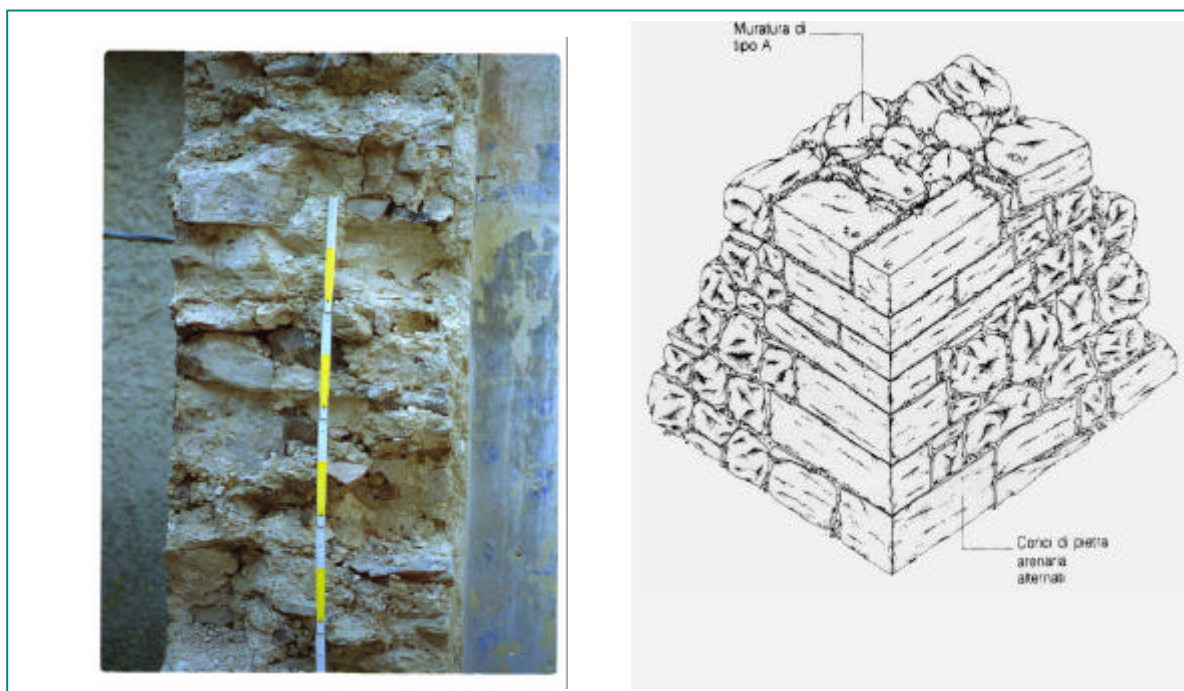 Muratura di
tipo A
Conci di pietra
arenaria
alternati